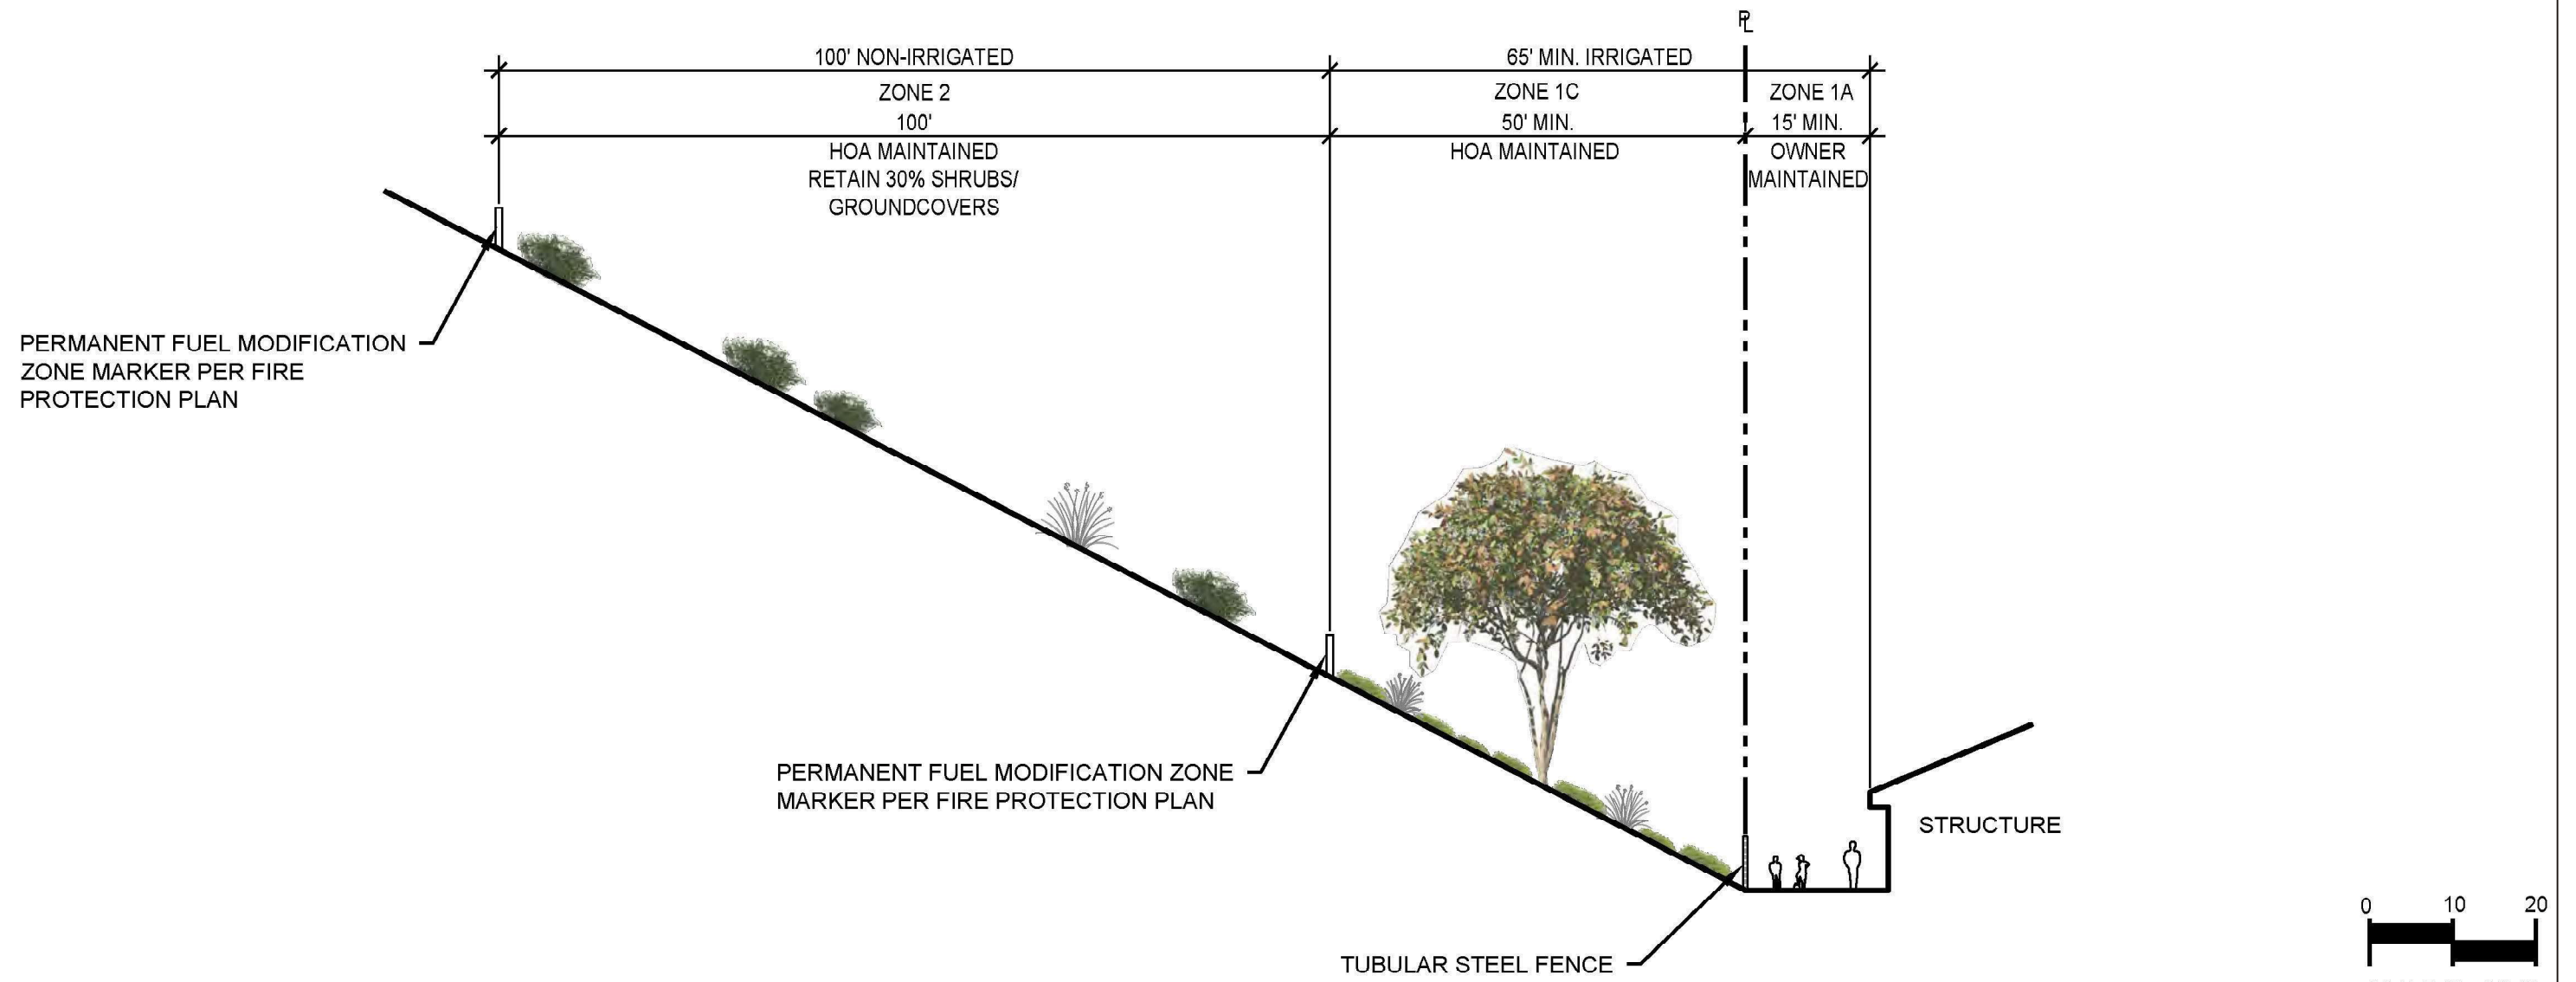 PL
100' NON-IRRIGATED
65' MIN. IRRIGATED
ZONE 2
ZONE 1C
ZONE 1A
100'
50' MIN.
15' MIN.
HOA MAINTAINED
RETAIN 30% SHRUBS/
GROUNDCOVERS
HOA MAINTAINED
OWNER
MAINTAINED
PERMANENT FUEL MODIFICATION
ZONE MARKER PER FIRE
PROTECTION PLAN
PERMANENT FUEL MODIFICATION ZONE
MARKER PER FIRE PROTECTION PLAN
STRUCTURE
TUBULAR STEEL FENCE
0 10 20